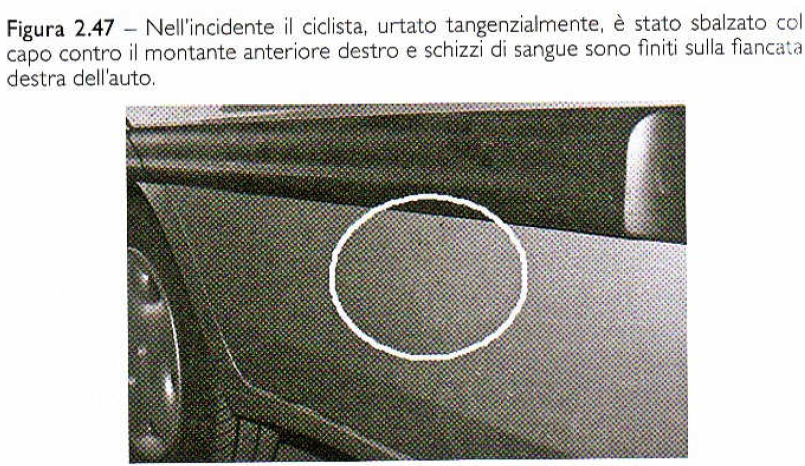 Figura 2.47 – Nell'incidente il ciclista, urtato tangenzialmente, è stato sbalzato col
capo contro il montante anteriore destro e schizzi di sangue sono finiti sulla fiancata
destra dell'auto.